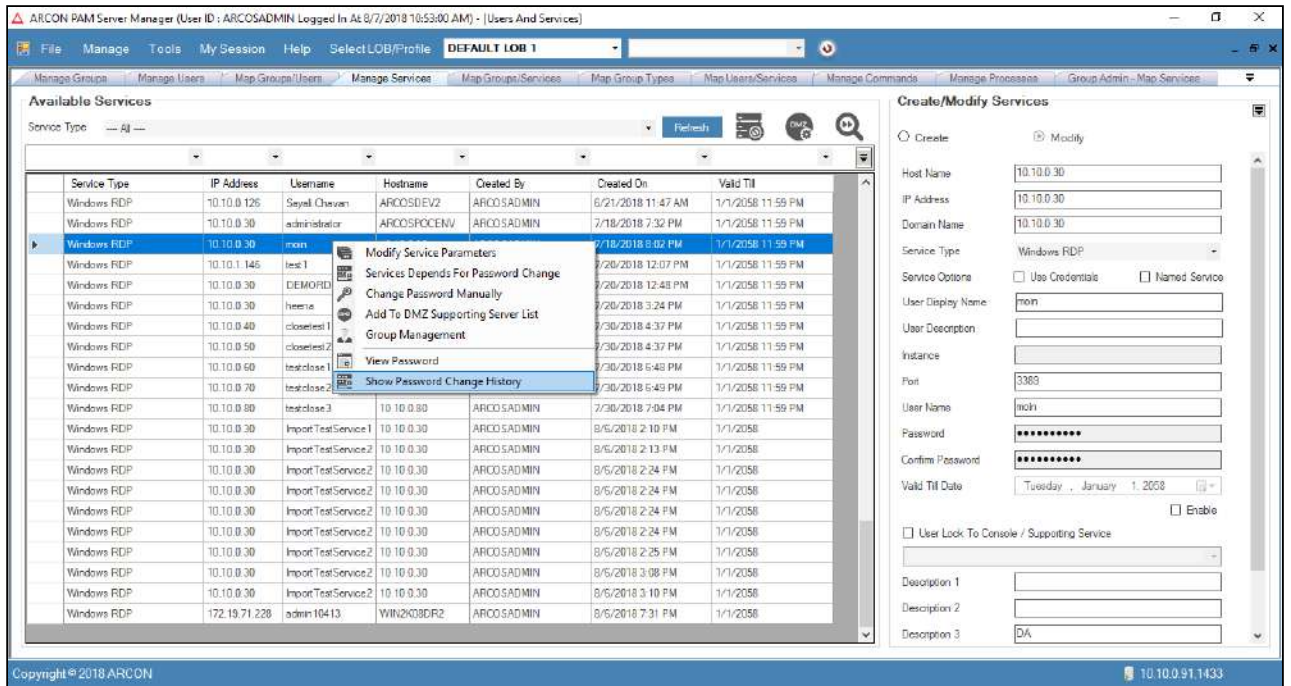 ARCON PAM Server Manager (User ID : ARCOSADMIN Logged In At 8/7/2018 10:53:00 AM) - [Users And Services]
File Manage Tools My Session Help Select LOB/Profile DEFAULT LOB 1
Manage Groups Manage Users Map Groups/Users Manage Services Map Groups/Services Map Group Types Map Users/Services Manage Commands Manage Processes Group Admin - Map Services
Available Services
Service Type --- All --- Refresh DMZ
Service Type IP Address Username Hostname Created By Created On Valid Till
Windows RDP 10.10.0.126 Sayali Chavan ARCOSDEV2 ARCOSADMIN 6/21/2018 11:47 AM 1/1/2058 11:59 PM
Windows RDP 10.10.0.30 administrator ARCOSPOCENV ARCOSADMIN 7/18/2018 7:32 PM 1/1/2058 11:59 PM
Windows RDP 10.10.0.30 moin 7/18/2018 8:02 PM 1/1/2058 11:59 PM
Windows RDP 10.10.1.146 test1 7/20/2018 12:07 PM 1/1/2058 11:59 PM
Windows RDP 10.10.0.30 DEMORD 7/20/2018 12:48 PM 1/1/2058 11:59 PM
Windows RDP 10.10.0.30 heena 7/20/2018 3:24 PM 1/1/2058 11:59 PM
Windows RDP 10.10.0.40 closetest1 7/30/2018 4:37 PM 1/1/2058 11:59 PM
Windows RDP 10.10.0.50 closetest2 7/30/2018 4:37 PM 1/1/2058 11:59 PM
Windows RDP 10.10.0.60 testclose1 7/30/2018 6:48 PM 1/1/2058 11:59 PM
Windows RDP 10.10.0.70 testclose2 7/30/2018 6:49 PM 1/1/2058 11:59 PM
Windows RDP 10.10.0.80 testclose3 10.10.0.80 ARCOSADMIN 7/30/2018 7:04 PM 1/1/2058 11:59 PM
Windows RDP 10.10.0.30 ImportTestService1 10.10.0.30 ARCOSADMIN 8/6/2018 2:10 PM 1/1/2058
Windows RDP 10.10.0.30 ImportTestService2 10.10.0.30 ARCOSADMIN 8/6/2018 2:13 PM 1/1/2058
Windows RDP 10.10.0.30 ImportTestService2 10.10.0.30 ARCOSADMIN 8/6/2018 2:24 PM 1/1/2058
Windows RDP 10.10.0.30 ImportTestService2 10.10.0.30 ARCOSADMIN 8/6/2018 2:24 PM 1/1/2058
Windows RDP 10.10.0.30 ImportTestService2 10.10.0.30 ARCOSADMIN 8/6/2018 2:24 PM 1/1/2058
Windows RDP 10.10.0.30 ImportTestService2 10.10.0.30 ARCOSADMIN 8/6/2018 2:24 PM 1/1/2058
Windows RDP 10.10.0.30 ImportTestService2 10.10.0.30 ARCOSADMIN 8/6/2018 2:25 PM 1/1/2058
Windows RDP 10.10.0.30 ImportTestService2 10.10.0.30 ARCOSADMIN 8/6/2018 3:08 PM 1/1/2058
Windows RDP 10.10.0.30 ImportTestService2 10.10.0.30 ARCOSADMIN 8/6/2018 3:10 PM 1/1/2058
Windows RDP 172.19.71.228 admin10413 WIN2K08DR2 ARCOSADMIN 8/6/2018 7:31 PM 1/1/2058
Modify Service Parameters
Services Depends For Password Change
Change Password Manually
Add To DMZ Supporting Server List
Group Management
View Password
Show Password Change History
Create/Modify Services
Create Modify
Host Name 10.10.0.30
IP Address 10.10.0.30
Domain Name 10.10.0.30
Service Type Windows RDP
Service Options Use Credentials Named Service
User Display Name moin
User Description
Instance
Port 3389
User Name moin
Password ●●●●●●●●●●
Confirm Password ●●●●●●●●●●
Valid Till Date Tuesday , January 1, 2058
Enable
User Lock To Console / Supporting Service
Description 1
Description 2
Description 3 DA
Copyright © 2018 ARCON
10.10.0.91.1433